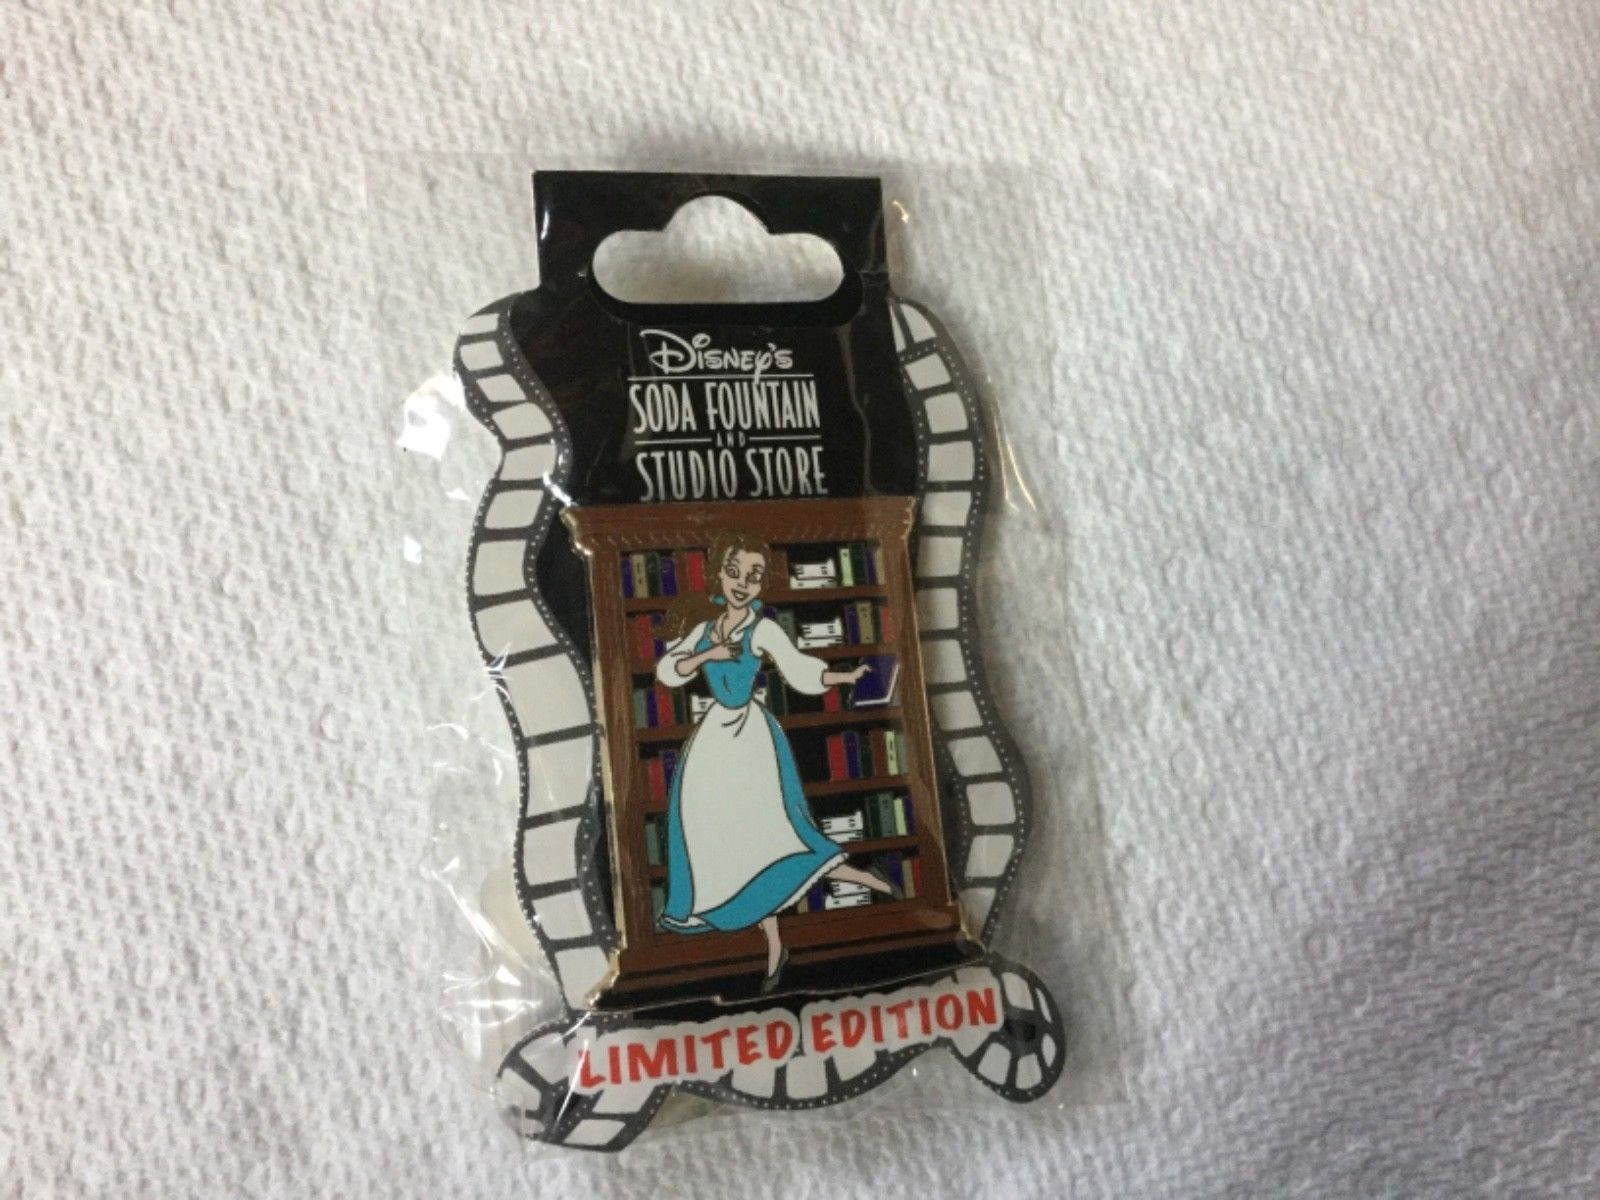 Disney's
SODA FOUNTAIN
AND
STUDIO STORE
LIMITED EDITION